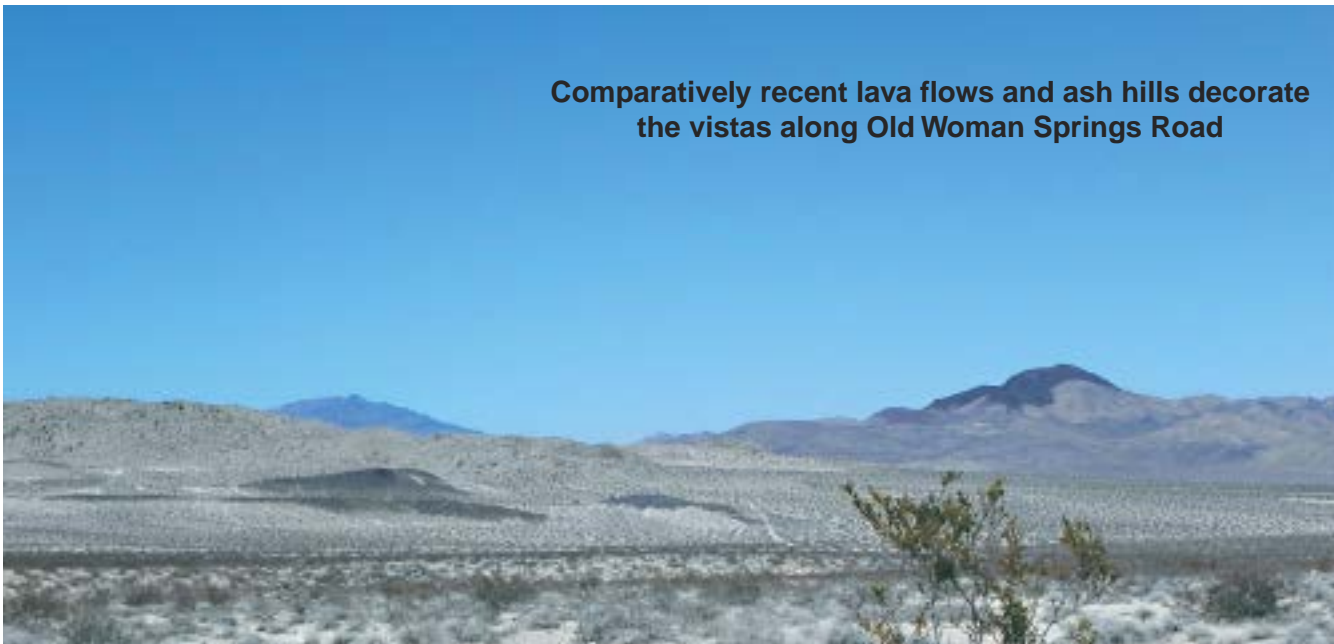 Comparatively recent lava flows and ash hills decorate
the vistas along Old Woman Springs Road